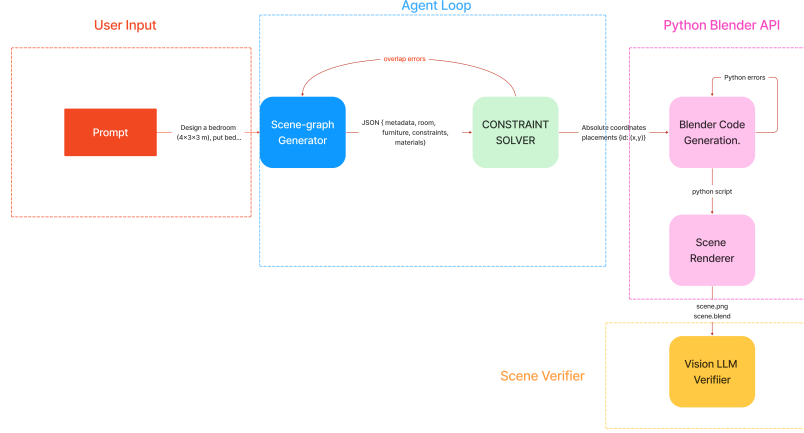 Agent Loop
User Input
Python Blender API
overlap errors
Python errors
Prompt
Design a bedroom
(4×3×3 m), put bed...
Scene-graph
Generator
JSON { metadata, room,
furniture, constraints,
materials}
CONSTRAINT
SOLVER
Absolute coordinates
placements {id: (x,y)}
Blender Code
Generation.
python script
Scene
Renderer
scene.png
scene.blend
Scene Verifier
Vision LLM
Verifiier